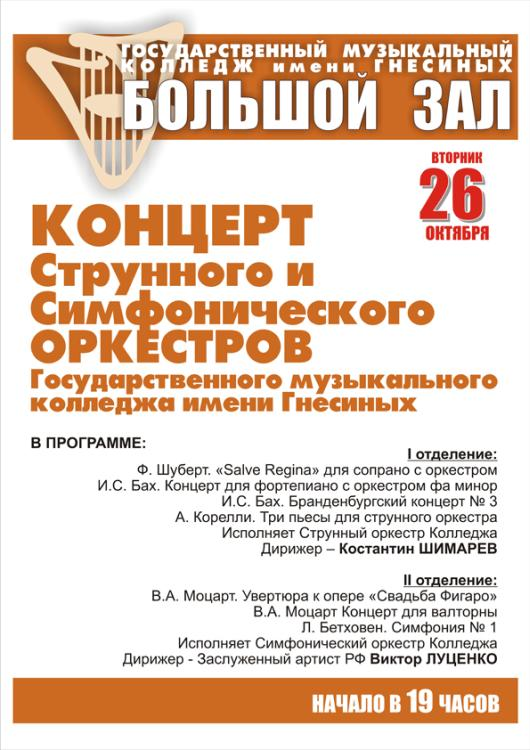 ГОСУДАРСТВЕННЫЙ МУЗЫКАЛЬНЫЙ
КОЛЛЕДЖ имени ГНЕСИНЫХ
БОЛЬШОЙ ЗАЛ
ВТОРНИК
26
ОКТЯБРЯ
КОНЦЕРТ
Струнного и
Симфонического
ОРКЕСТРОВ
Государственного музыкального
колледжа имени Гнесиных
В ПРОГРАММЕ:
I отделение:
Ф. Шуберт. «Salve Regina» для сопрано с оркестром
И.С. Бах. Концерт для фортепиано с оркестром фа минор
И.С. Бах. Бранденбургский концерт № 3
А. Корелли. Три пьесы для струнного оркестра
Исполняет Струнный оркестр Колледжа
Дирижер – Костантин ШИМАРЕВ
II отделение:
В.А. Моцарт. Увертюра к опере «Свадьба Фигаро»
В.А. Моцарт Концерт для валторны
Л. Бетховен. Симфония № 1
Исполняет Симфонический оркестр Колледжа
Дирижер - Заслуженный артист РФ Виктор ЛУЦЕНКО
НАЧАЛО В 19 ЧАСОВ